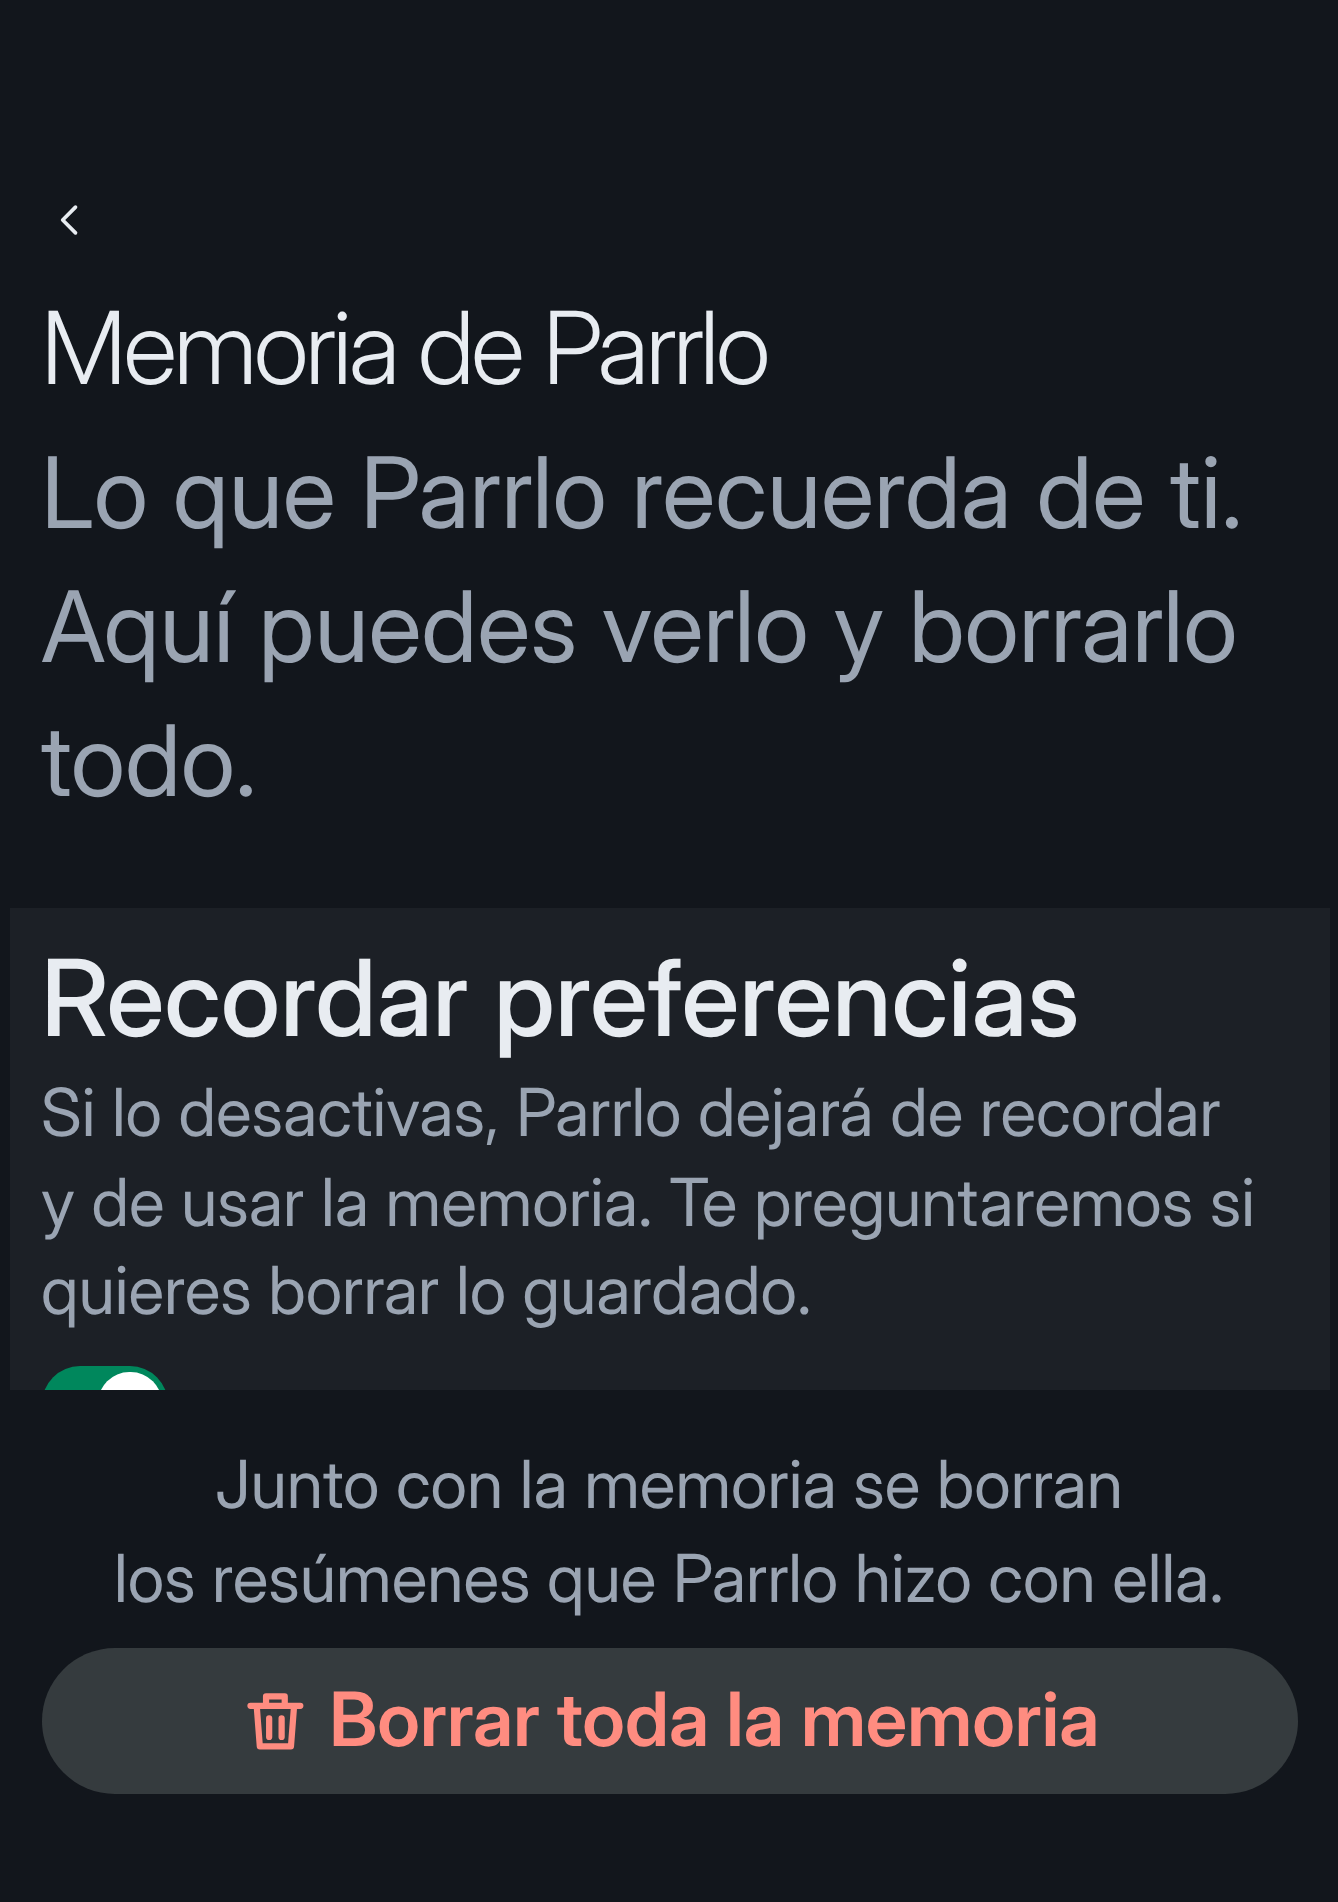 Memoria de Parrlo
Lo que Parrlo recuerda de ti.
Aquí puedes verlo y borrarlo
todo.
Recordar preferencias
Si lo desactivas, Parrlo dejará de recordar
y de usar la memoria. Te preguntaremos si
quieres borrar lo guardado.
Junto con la memoria se borran
los resúmenes que Parrlo hizo con ella.
Borrar toda la memoria